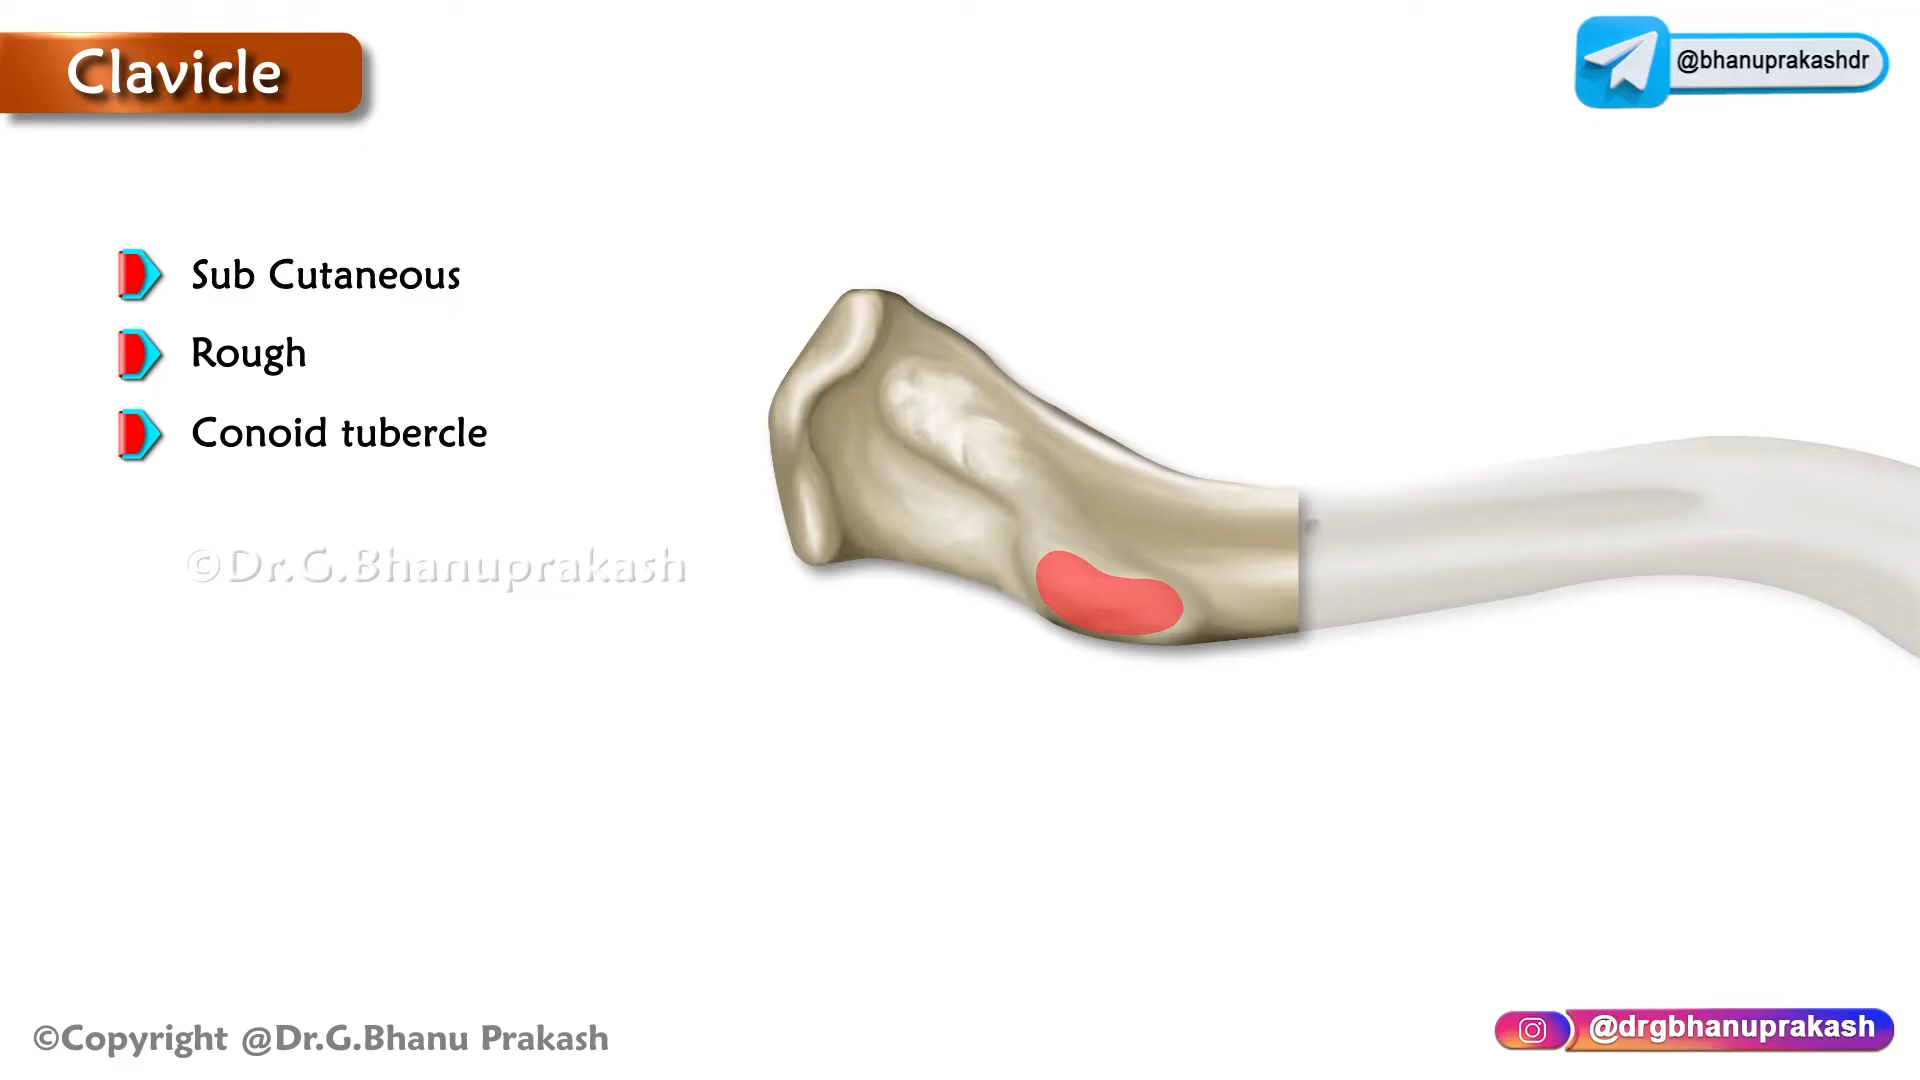 Clavicle
@bhanuprakashdr
Sub Cutaneous
Rough
Conoid tubercle
©Dr.G.Bhanuprakash
©Copyright @Dr.G.Bhanu Prakash
@drgbhanuprakash